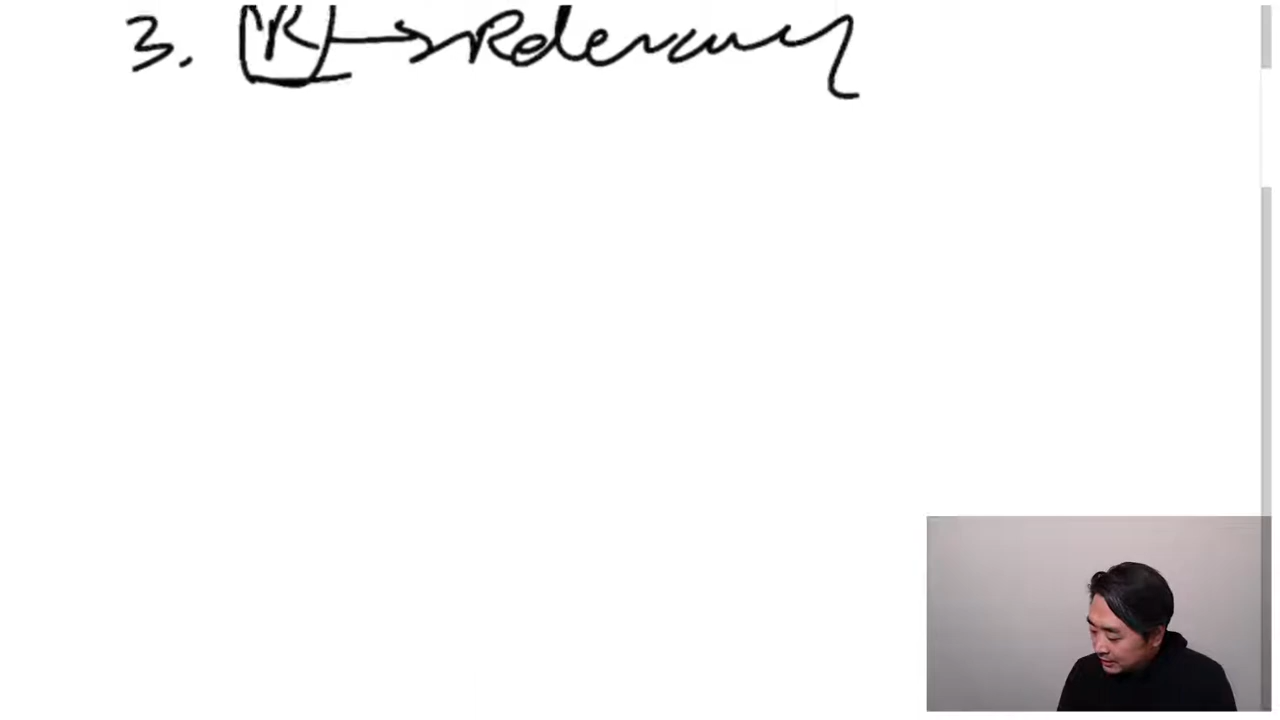 3. R → Relevancy